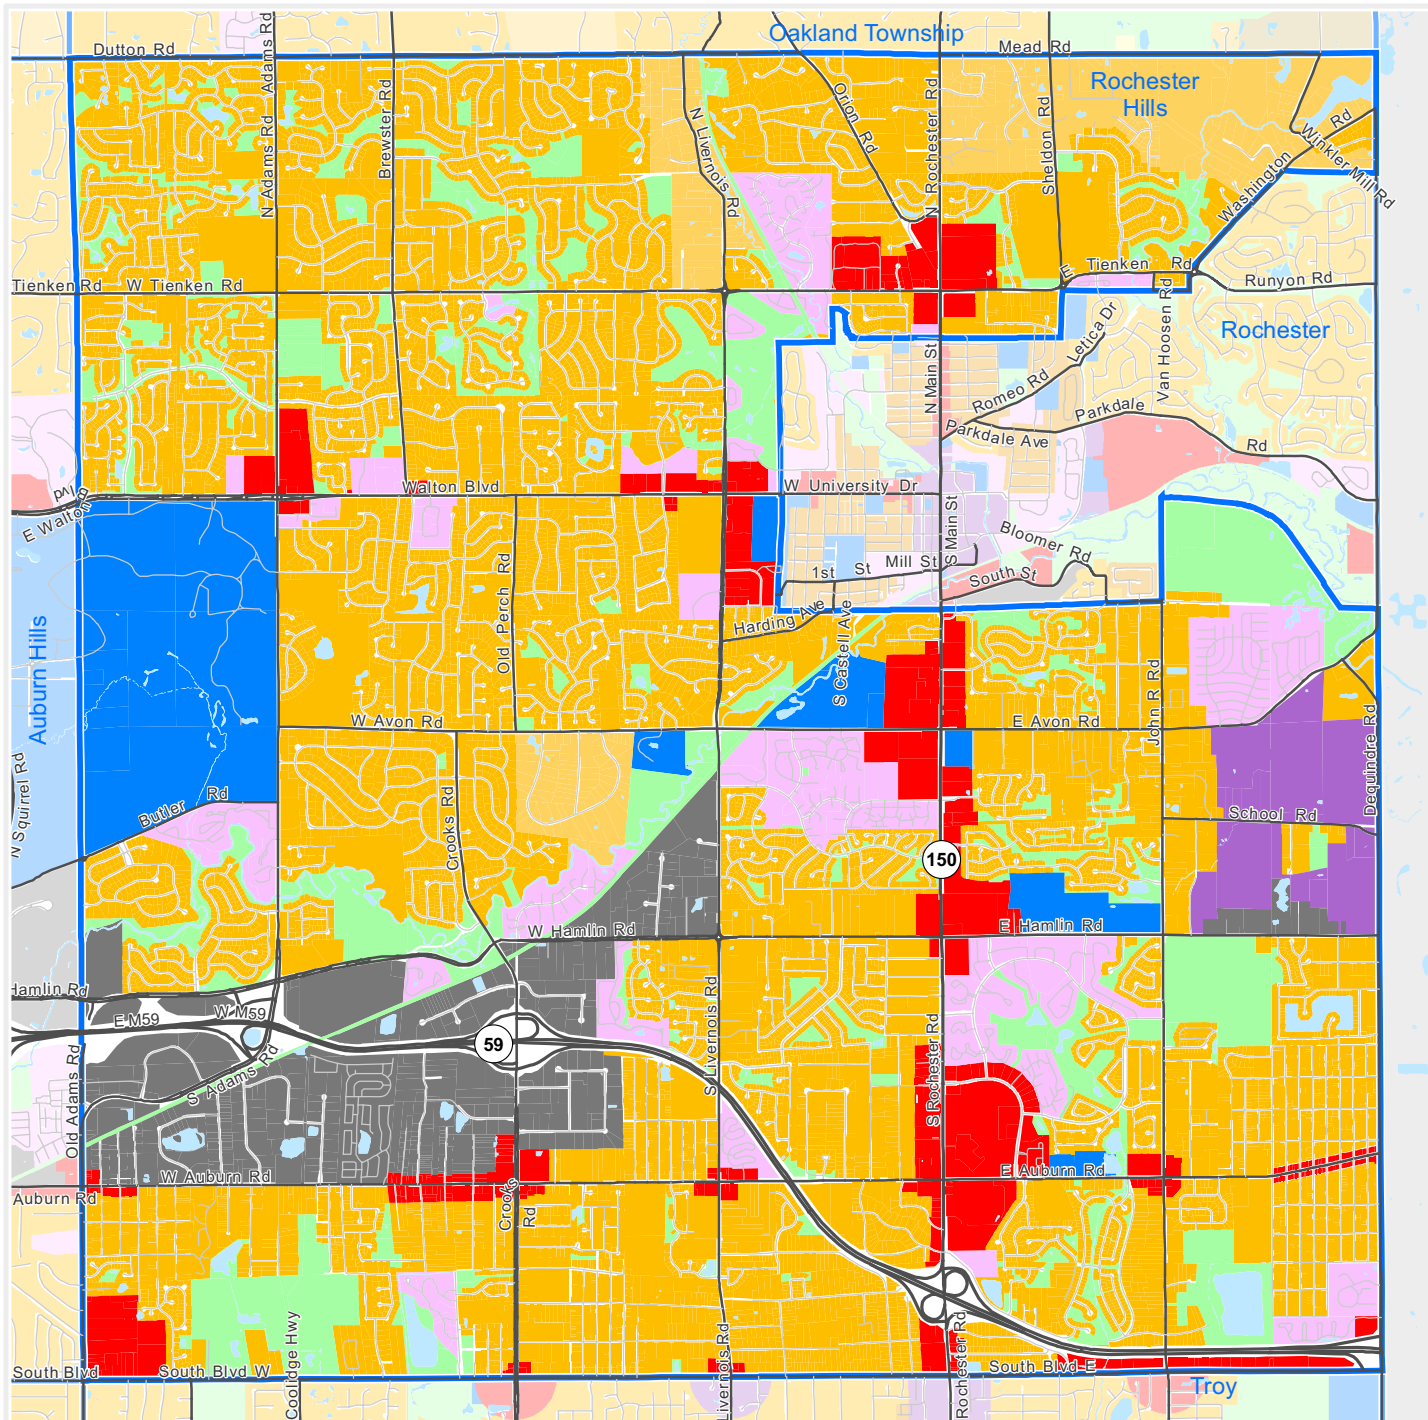 Oakland Township
Dutton Rd
Adams Rd
Mead Rd
Rochester
Hills
Brewster Rd
N Adams Rd
N Livernois Rd
Orion Rd
N Rochester Rd
Sheldon Rd
Washington Rd
Winkler Mill Rd
E Tienken Rd
Tienken Rd
W Tienken Rd
Runyon Rd
Rochester
Van Hoosen Rd
Letica Dr
N Main St
Romeo Rd
Parkdale Rd
Parkdale Ave
Walton Blvd
E Walton Blvd
W University Dr
S Main St
Bloomer Rd
Mill St
1st St
South St
Old Perch Rd
Harding Ave
S Castell Ave
Auburn Hills
John R Rd
W Avon Rd
E Avon Rd
Dequindre Rd
N Squirrel Rd
Butler Rd
Crooks Rd
School Rd
150
W Hamlin Rd
E Hamlin Rd
Hamlin Rd
E M59
W M59
59
S Livernois Rd
S Rochester Rd
S Adams Rd
Old Adams Rd
W Auburn Rd
E Auburn Rd
Auburn Rd
Crooks Rd
Coolidge Hwy
Livernois Rd
Rochester Rd
South Blvd
South Blvd W
South Blvd E
Troy